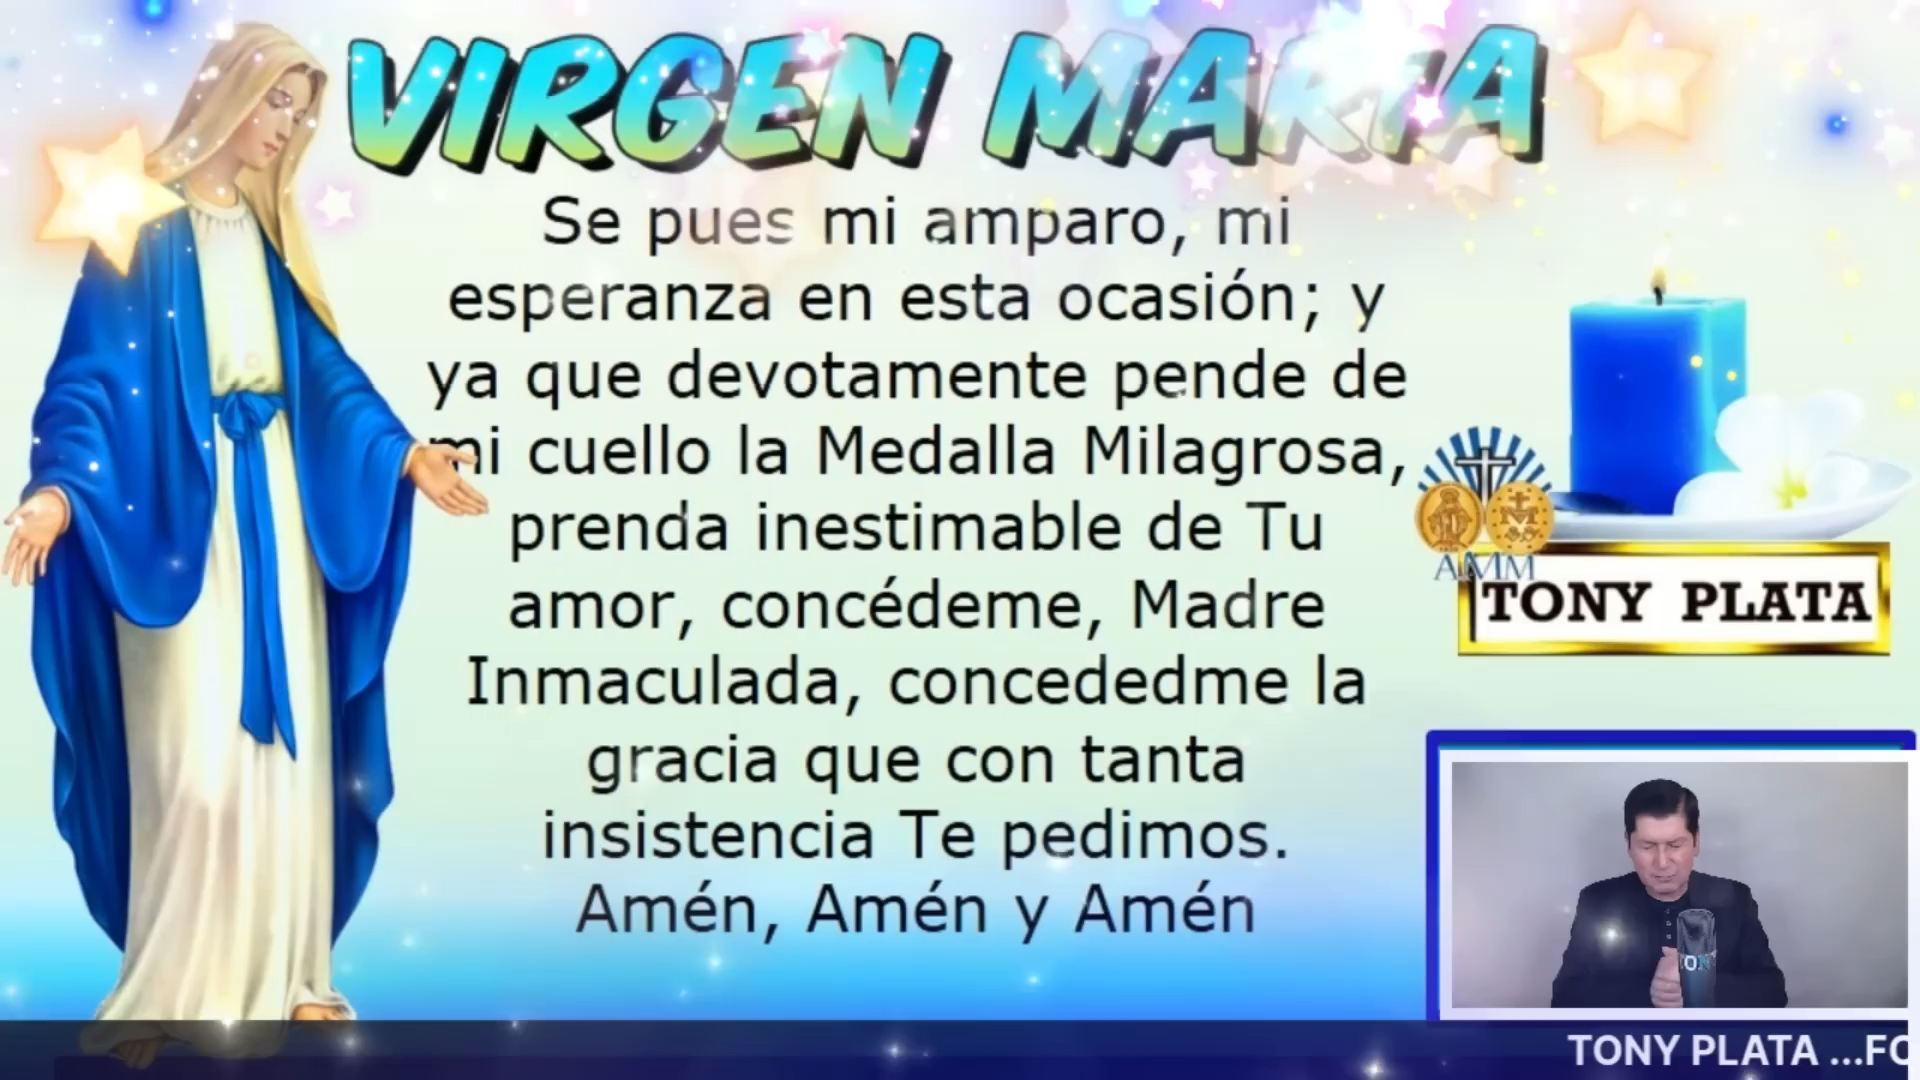 VIRGEN MARIA
Se pues mi amparo, mi
esperanza en esta ocasión; y
ya que devotamente pende de
mi cuello la Medalla Milagrosa,
prenda inestimable de Tu
amor, concédeme, Madre
Inmaculada, concededme la
gracia que con tanta
insistencia Te pedimos.
Amén, Amén y Amén
AMM
TONY PLATA
TONY PLATA ...FO